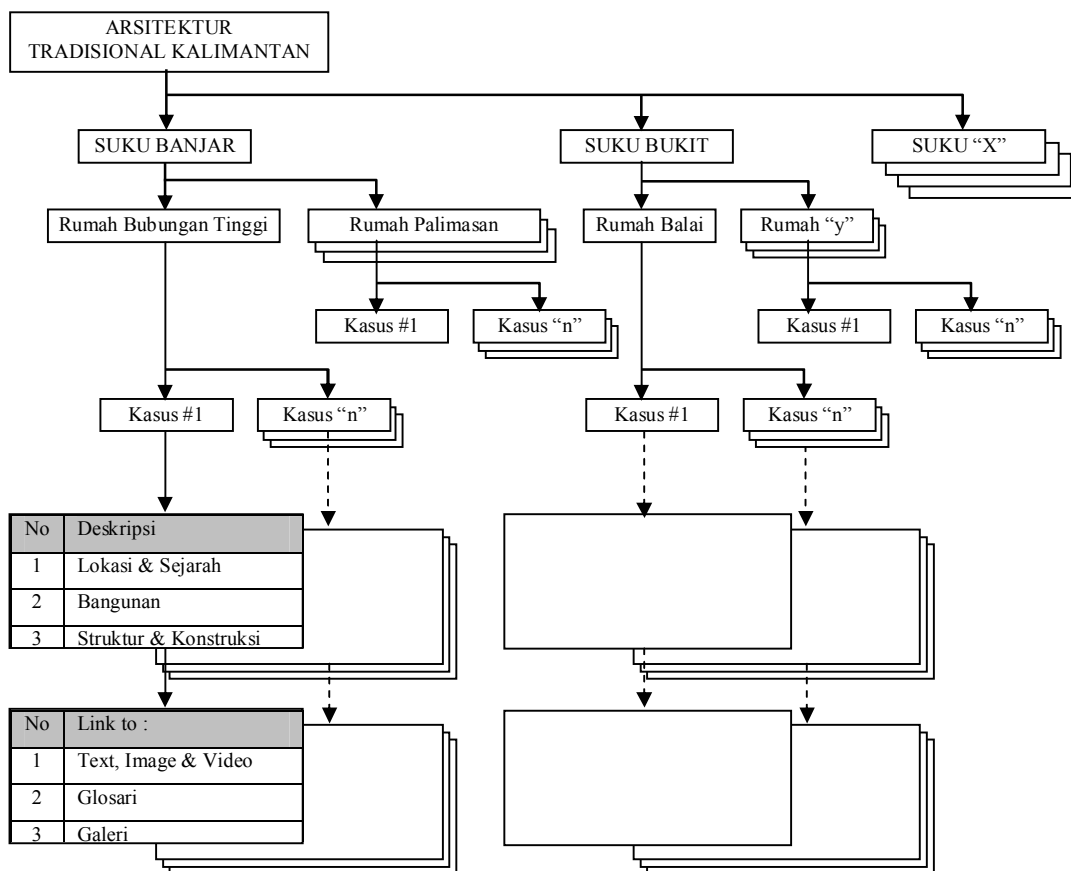 ARSITEKTUR
TRADISIONAL KALIMANTAN
SUKU BANJAR
SUKU BUKIT
SUKU “X”
Rumah Bubungan Tinggi
Rumah Palimasan
Rumah Balai
Rumah “y”
Kasus #1
Kasus “n”
Kasus #1
Kasus “n”
Kasus #1
Kasus “n”
Kasus #1
Kasus “n”
No Deskripsi
1 Lokasi & Sejarah
2 Bangunan
3 Struktur & Konstruksi
No Link to :
1 Text, Image & Video
2 Glosari
3 Galeri